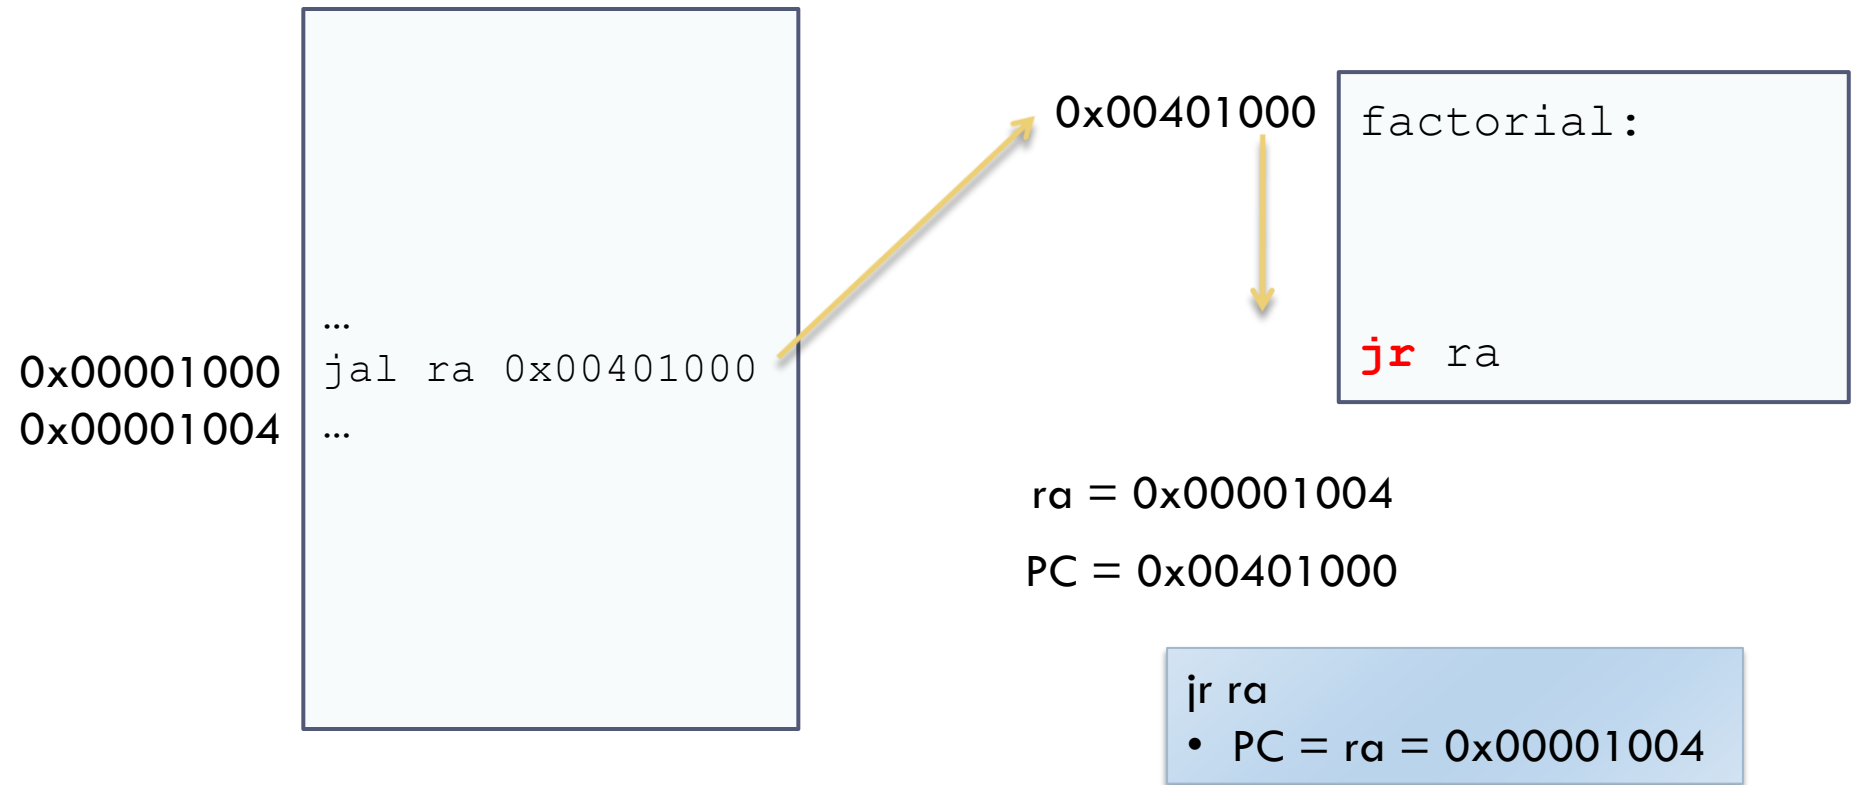 …
0x00001000 jal ra 0x00401000
0x00001004 …
0x00401000 factorial:
jr ra
ra = 0x00001004
PC = 0x00401000
jr ra
• PC = ra = 0x00001004